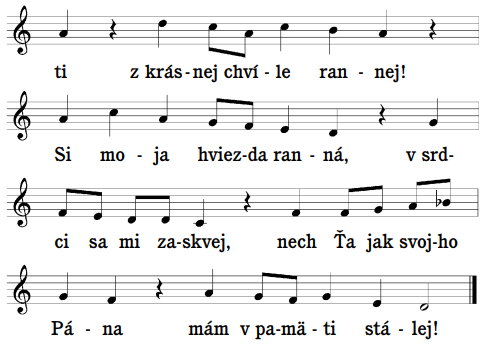 ti z krás-nej chví-le ran-nej!
Si mo-ja hviez-da ran-ná, v srd-
ci sa mi za-skvej, nech Ťa jak svoj-ho
Pá-na mám v pa-mä-ti stá-lej!